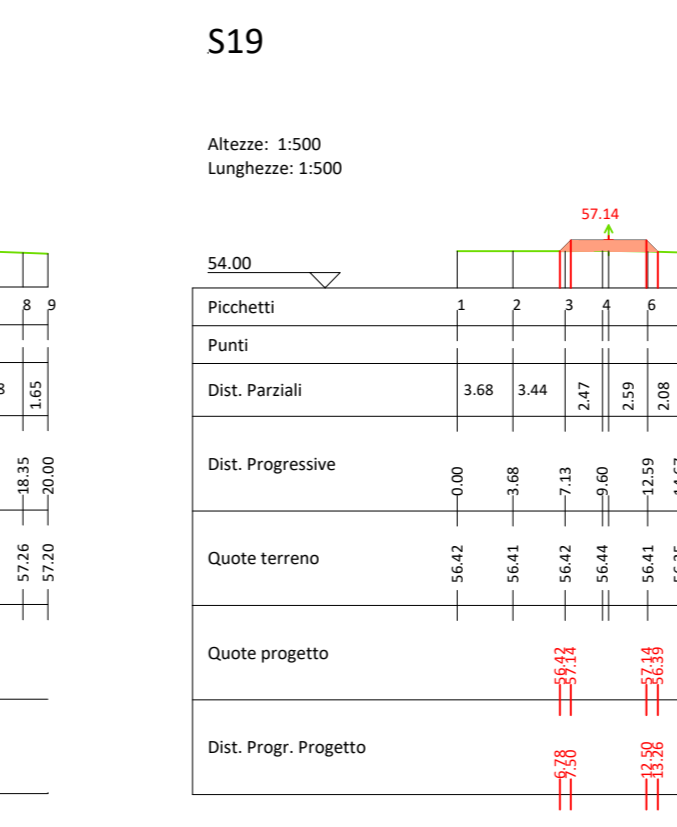 S19
Altezze: 1:500
Lunghezze: 1:500
57.14
54.00
8 9
Picchetti 1 2 3 4 6
Punti
1.65
Dist. Parziali 3.68 3.44 2.47 2.59 2.08
18.35 20.00
Dist. Progressive 0.00 3.68 7.13 9.60 12.59
57.26 57.20
Quote terreno 56.42 56.41 56.42 56.44 56.41
Quote progetto 56.42 57.14 57.14 56.39
Dist. Progr. Progetto 6.78 7.50 12.50 13.26